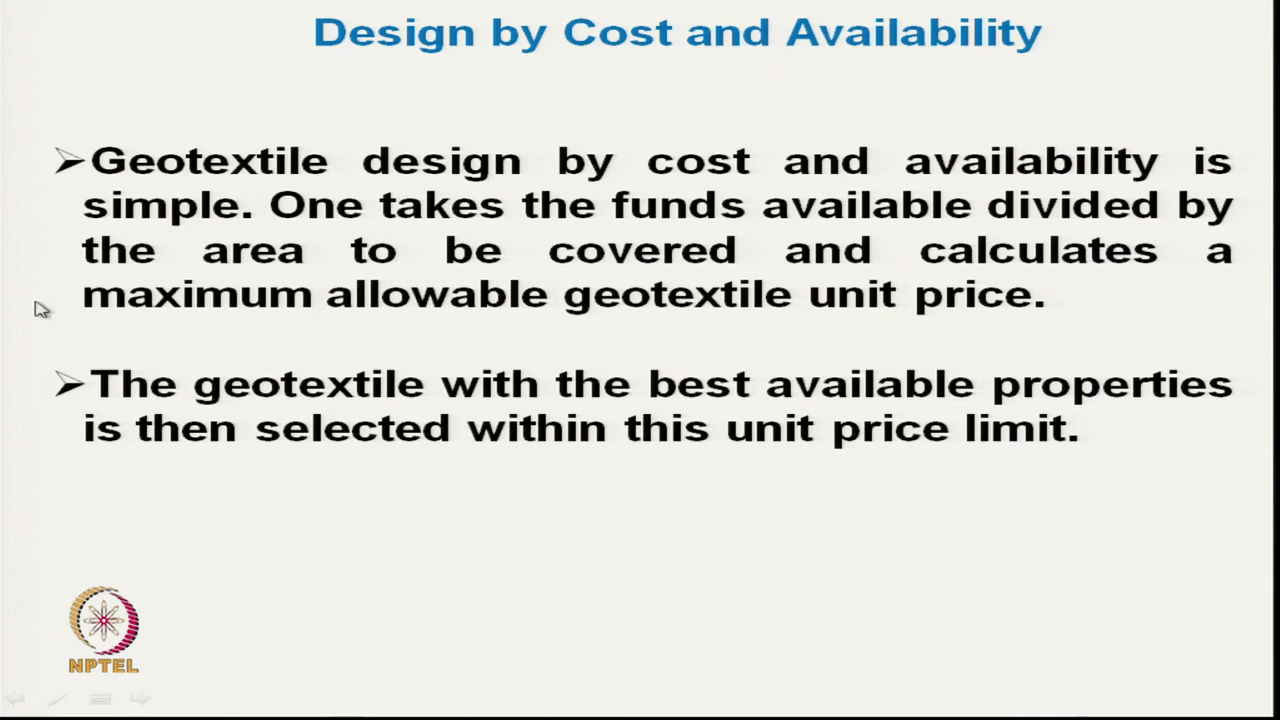 Design by Cost and Availability
➢Geotextile design by cost and availability is
simple. One takes the funds available divided by
the area to be covered and calculates a
maximum allowable geotextile unit price.
➢The geotextile with the best available properties
is then selected within this unit price limit.
NPTEL